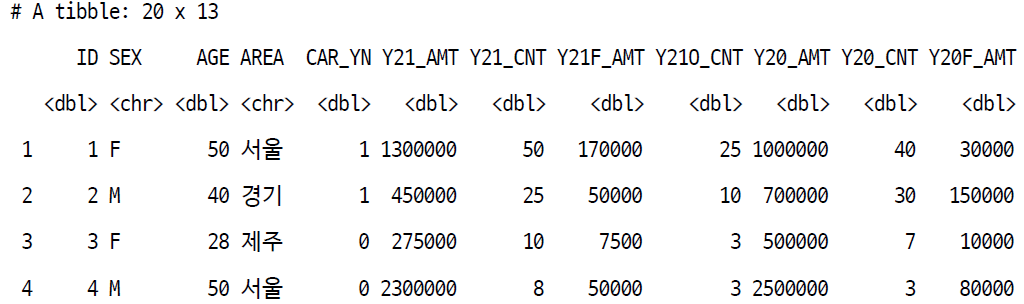 # A tibble: 20 x 13
ID SEX AGE AREA CAR_YN Y21_AMT Y21_CNT Y21F_AMT Y21O_CNT Y20_AMT Y20_CNT Y20F_AMT
<dbl> <chr> <dbl> <chr> <dbl> <dbl> <dbl> <dbl> <dbl> <dbl> <dbl> <dbl>
1 1 F 50 서울 1 1300000 50 170000 25 1000000 40 30000
2 2 M 40 경기 1 450000 25 50000 10 700000 30 150000
3 3 F 28 제주 0 275000 10 7500 3 500000 7 10000
4 4 M 50 서울 0 2300000 8 50000 3 2500000 3 80000